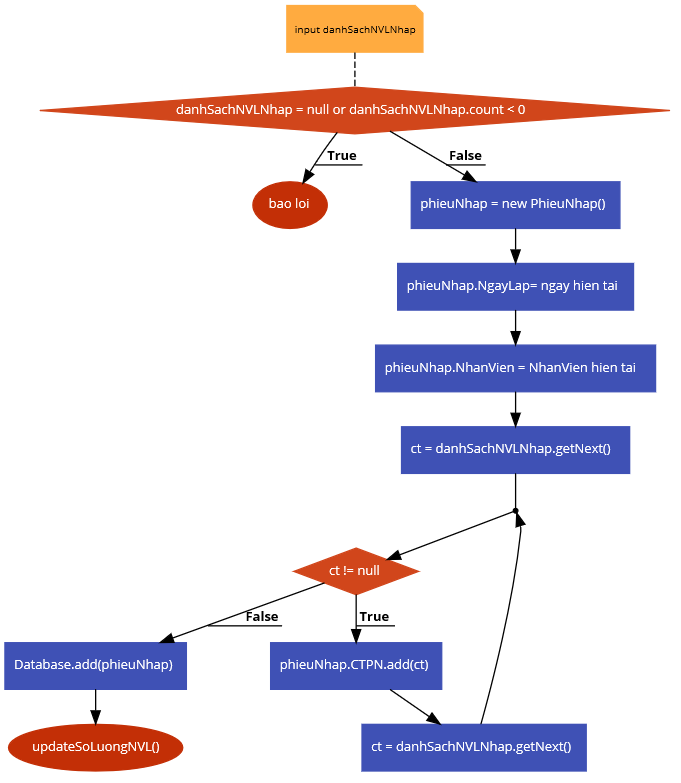 input danhSachNVLNhap
danhSachNVLNhap = null or danhSachNVLNhap.count < 0
True
False
bao loi
phieuNhap = new PhieuNhap()
phieuNhap.NgayLap= ngay hien tai
phieuNhap.NhanVien = NhanVien hien tai
ct = danhSachNVLNhap.getNext()
ct != null
False
True
Database.add(phieuNhap)
phieuNhap.CTPN.add(ct)
updateSoLuongNVL()
ct = danhSachNVLNhap.getNext()